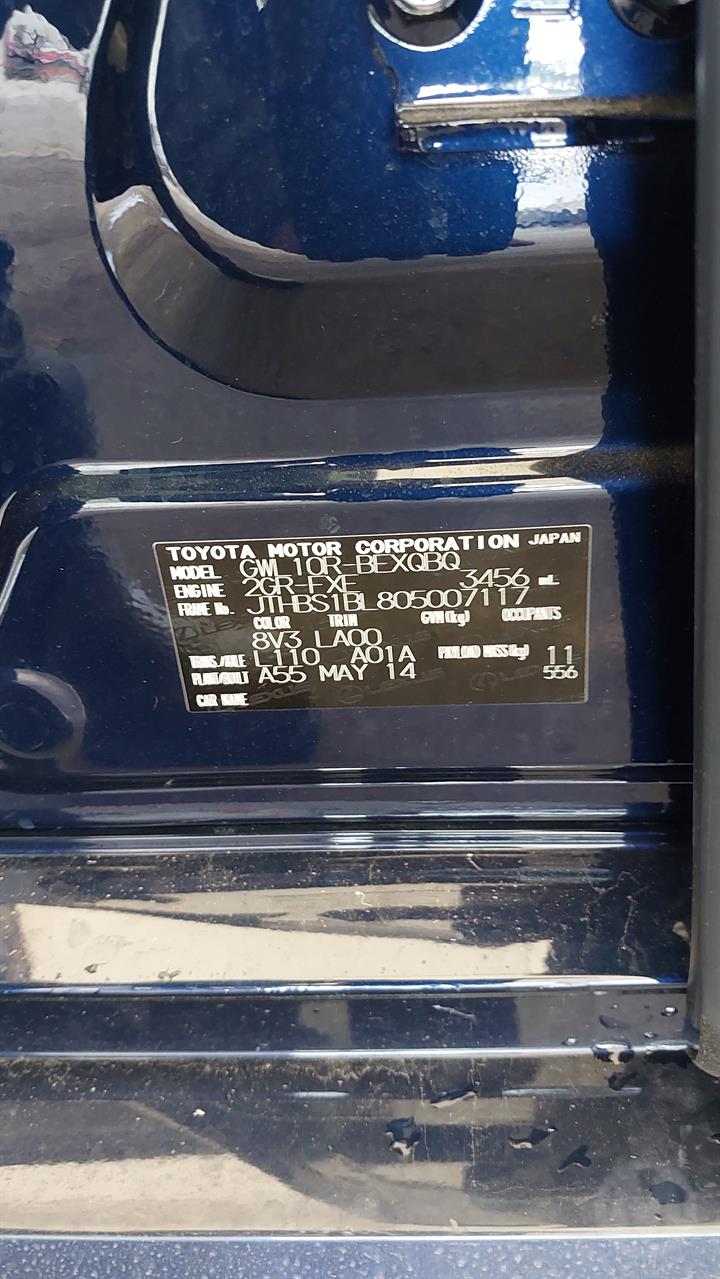 TOYOTA MOTOR CORPORATION JAPAN
MODEL GWL10R-BEXQBQ
ENGINE 2GR-FXE 3456 mL
FRAME No. JTHBS1BL805007117
COLOR TRIM GVM(kg) OCCUPANTS
8V3 LA00
TRANS./AXLE L110 A01A PAYLOAD MASS(kg) 11
PLANT/BUILT A55 MAY 14 556
CAR NAME
LEXUS